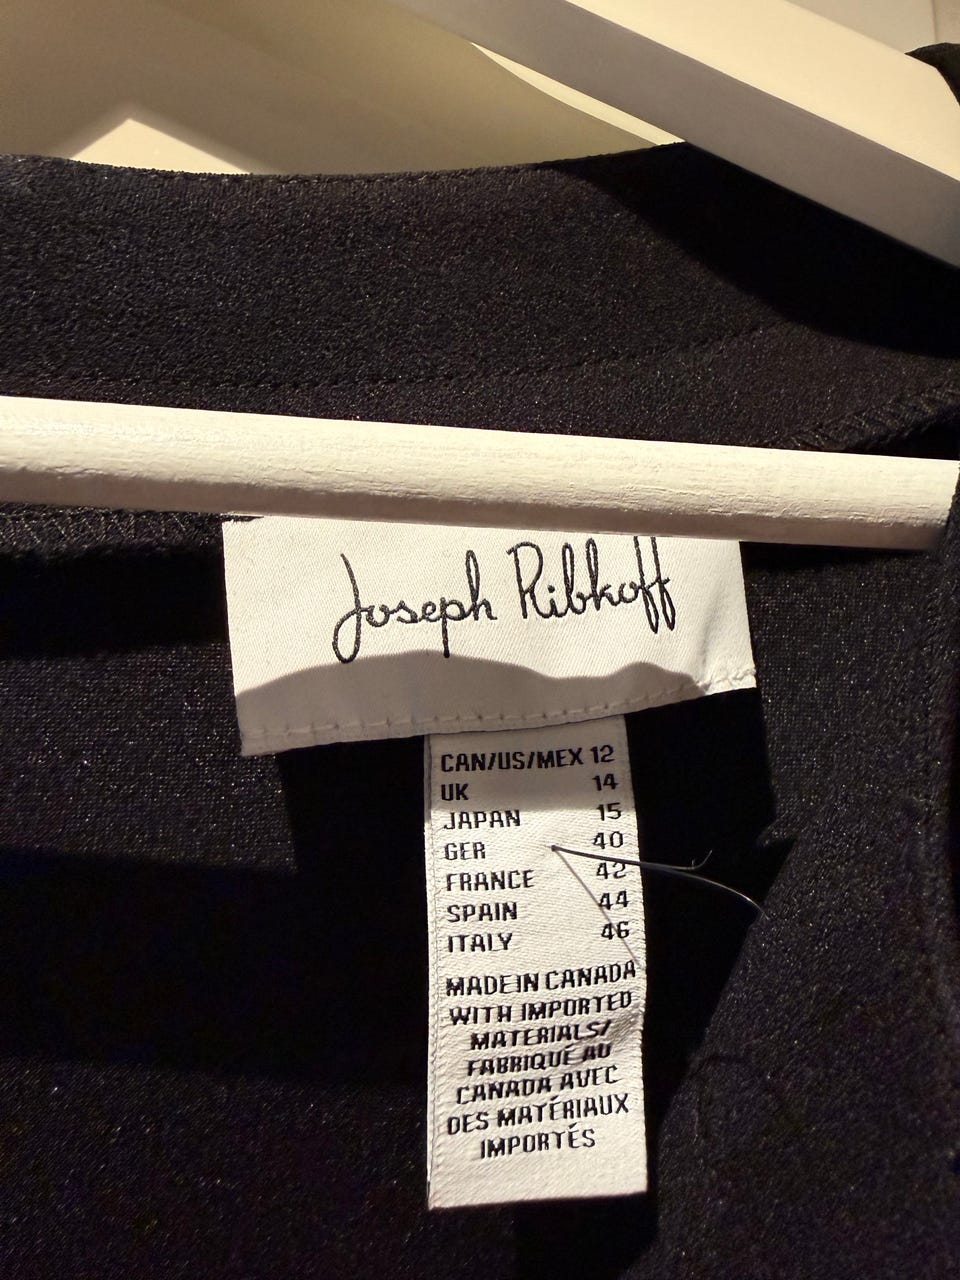 Joseph Ribkoff
CAN/US/MEX 12
UK 14
JAPAN 15
GER 40
FRANCE 42
SPAIN 44
ITALY 46
MADE IN CANADA
WITH IMPORTED
MATERIALS/
FABRIQUÉ AU
CANADA AVEC
DES MATÉRIAUX
IMPORTÉS